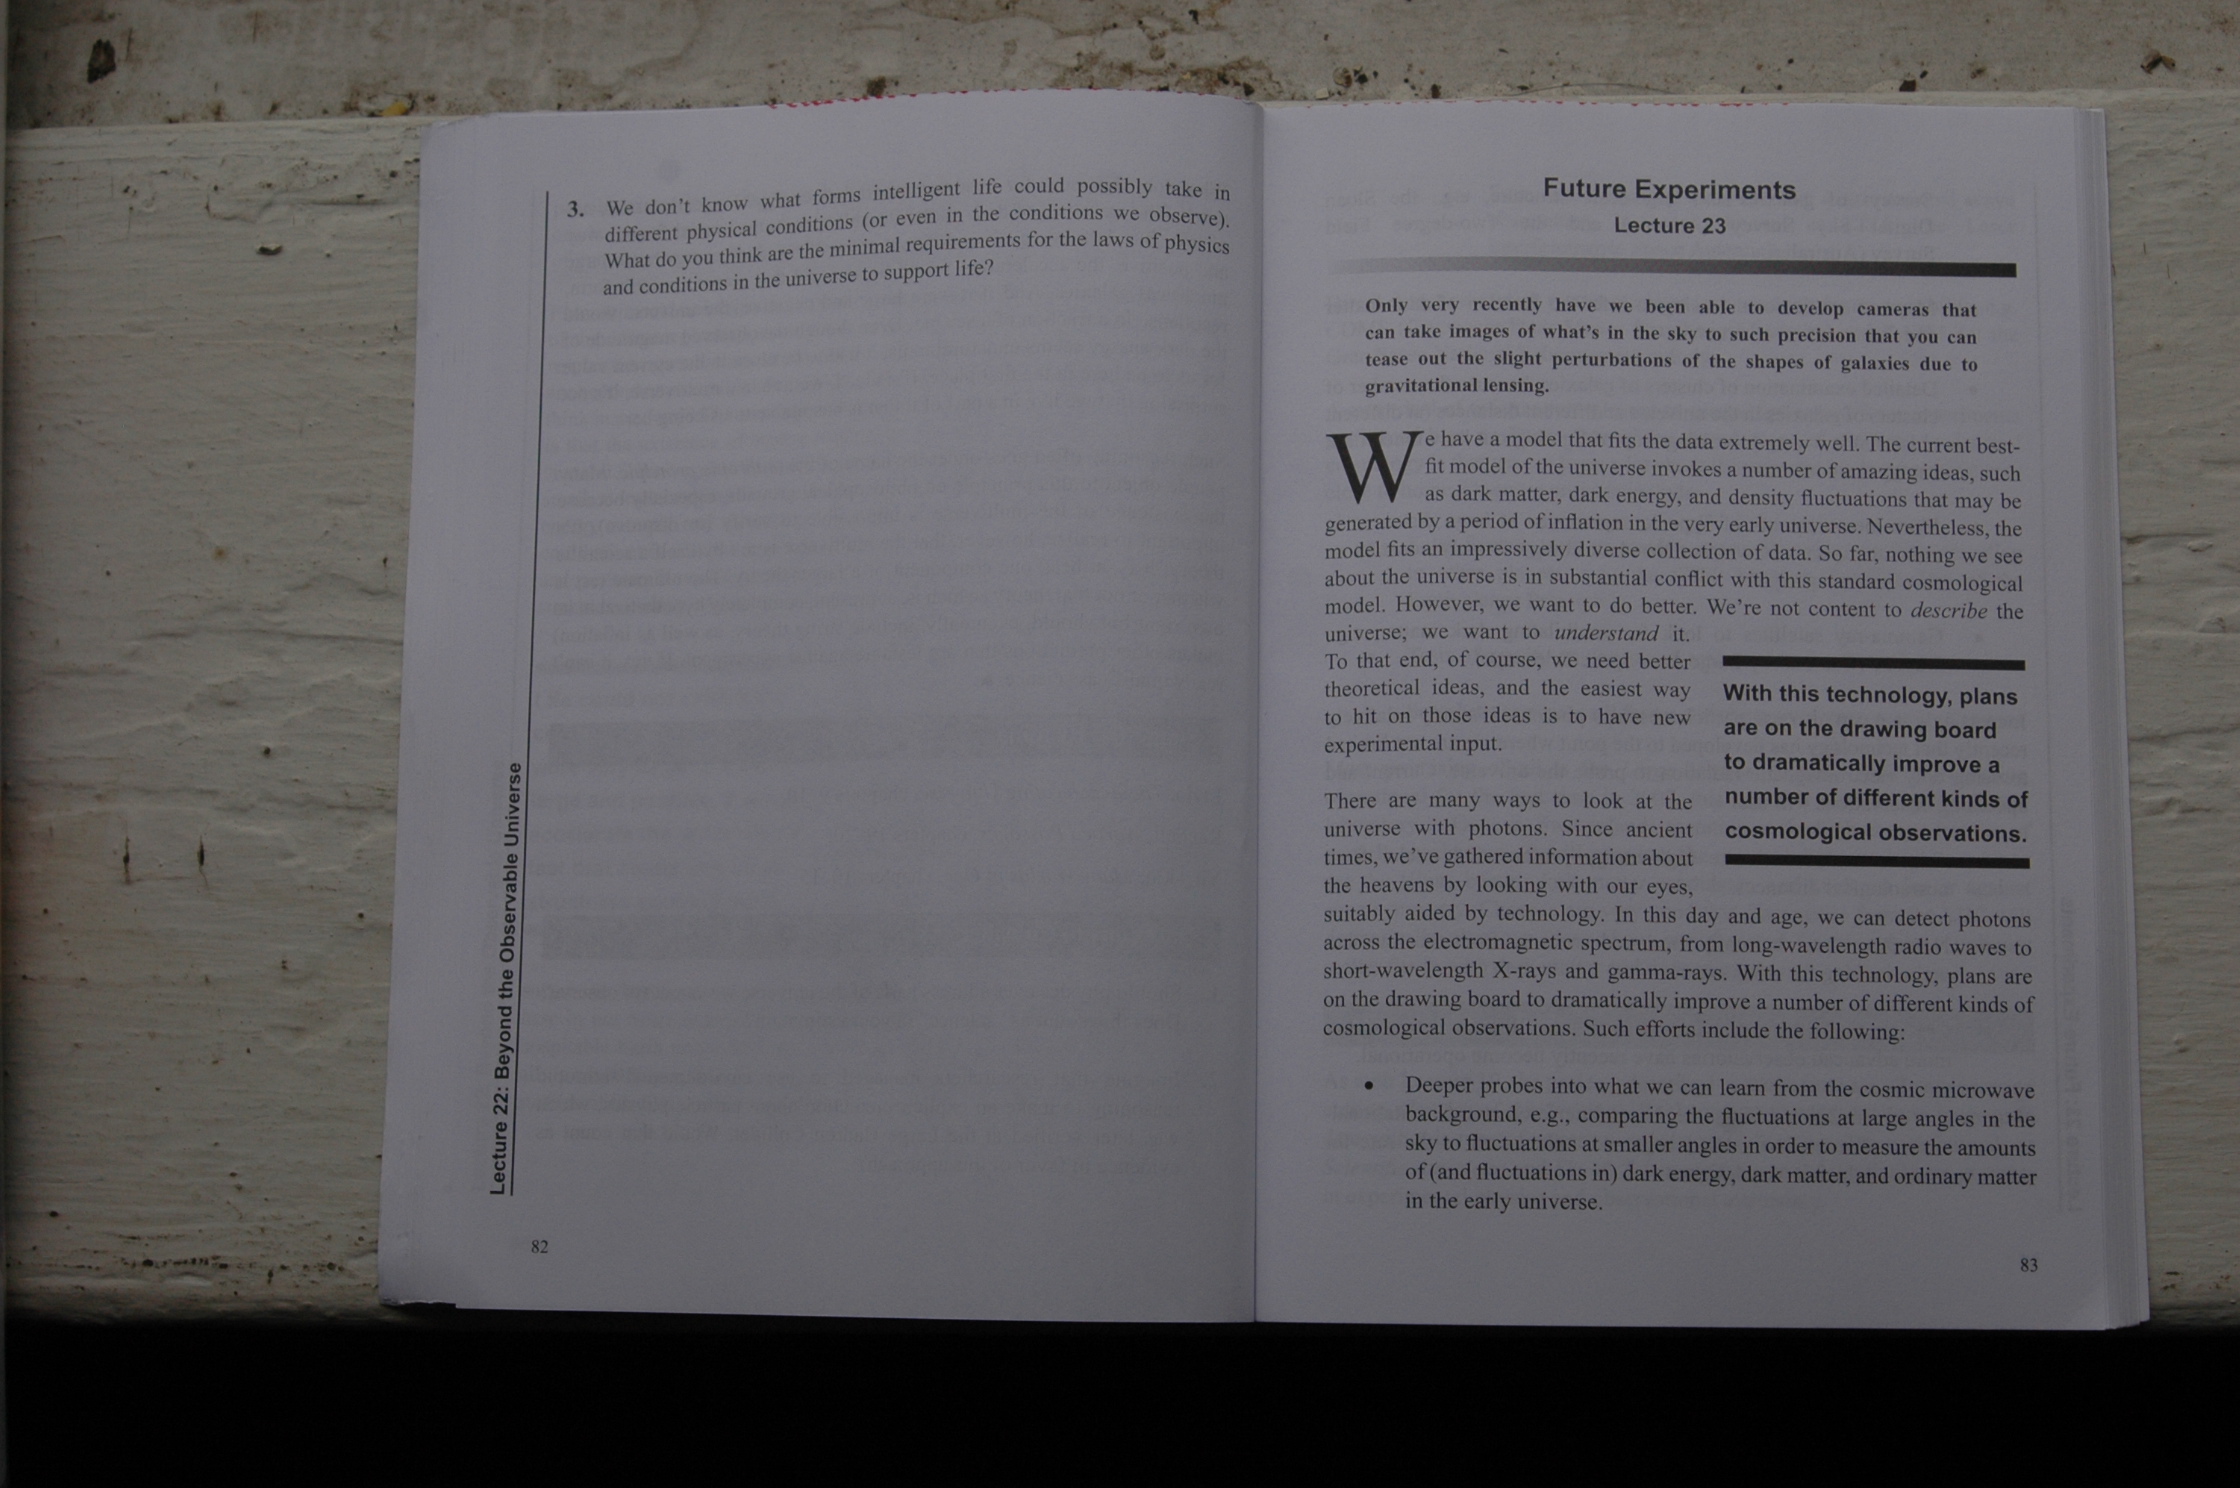 3. We don't know what forms intelligent life could possibly take in
different physical conditions (or even in the conditions we observe).
What do you think are the minimal requirements for the laws of physics
and conditions in the universe to support life?
Lecture 22: Beyond the Observable Universe
82
Future Experiments
Lecture 23
Only very recently have we been able to develop cameras that
can take images of what's in the sky to such precision that you can
tease out the slight perturbations of the shapes of galaxies due to
gravitational lensing.
We have a model that fits the data extremely well. The current best-
fit model of the universe invokes a number of amazing ideas, such
as dark matter, dark energy, and density fluctuations that may be
generated by a period of inflation in the very early universe. Nevertheless, the
model fits an impressively diverse collection of data. So far, nothing we see
about the universe is in substantial conflict with this standard cosmological
model. However, we want to do better. We're not content to describe the
universe; we want to understand it.
To that end, of course, we need better
theoretical ideas, and the easiest way
to hit on those ideas is to have new
experimental input.
With this technology, plans
are on the drawing board
to dramatically improve a
number of different kinds of
cosmological observations.
There are many ways to look at the
universe with photons. Since ancient
times, we've gathered information about
the heavens by looking with our eyes,
suitably aided by technology. In this day and age, we can detect photons
across the electromagnetic spectrum, from long-wavelength radio waves to
short-wavelength X-rays and gamma-rays. With this technology, plans are
on the drawing board to dramatically improve a number of different kinds of
cosmological observations. Such efforts include the following:
• Deeper probes into what we can learn from the cosmic microwave
background, e.g., comparing the fluctuations at large angles in the
sky to fluctuations at smaller angles in order to measure the amounts
of (and fluctuations in) dark energy, dark matter, and ordinary matter
in the early universe.
83